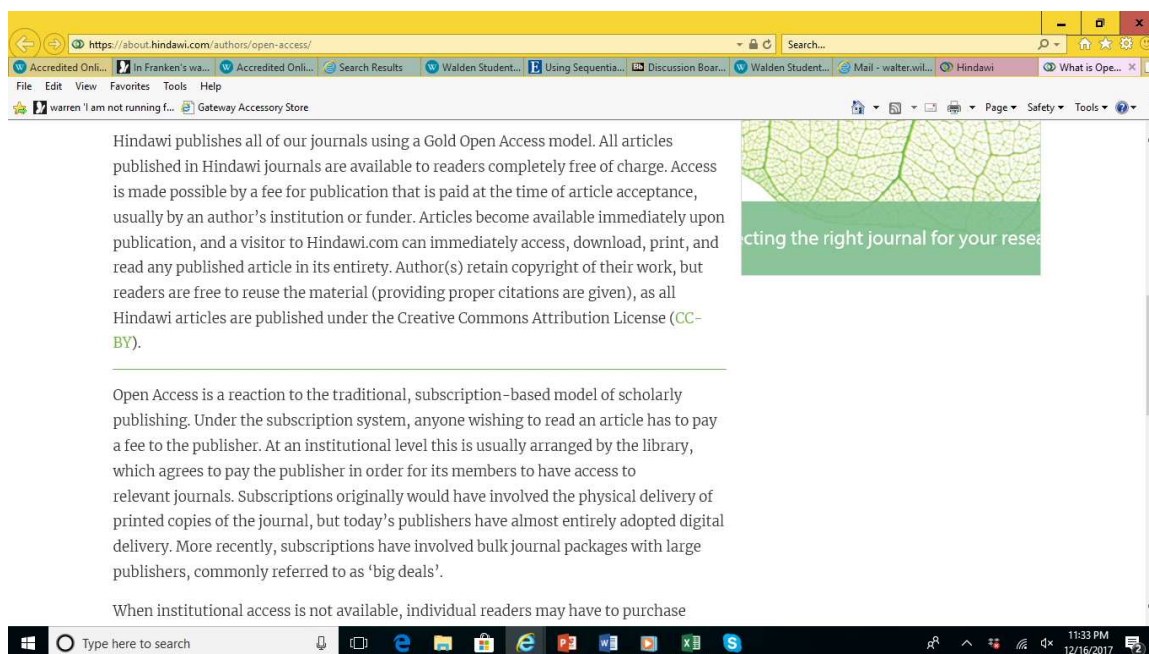 https://about.hindawi.com/authors/open-access/
Search...
Accredited Onli... In Franken's wa... Accredited Onli... Search Results Walden Student... Using Sequentia... Discussion Boar... Walden Student... Mail - walter.wil... Hindawi What is Ope...
File Edit View Favorites Tools Help
warren 'I am not running f... Gateway Accessory Store Page Safety Tools
Hindawi publishes all of our journals using a Gold Open Access model. All articles
published in Hindawi journals are available to readers completely free of charge. Access
is made possible by a fee for publication that is paid at the time of article acceptance,
usually by an author's institution or funder. Articles become available immediately upon
publication, and a visitor to Hindawi.com can immediately access, download, print, and
read any published article in its entirety. Author(s) retain copyright of their work, but
readers are free to reuse the material (providing proper citations are given), as all
Hindawi articles are published under the Creative Commons Attribution License (CC-
BY).
cting the right journal for your resea
Open Access is a reaction to the traditional, subscription-based model of scholarly
publishing. Under the subscription system, anyone wishing to read an article has to pay
a fee to the publisher. At an institutional level this is usually arranged by the library,
which agrees to pay the publisher in order for its members to have access to
relevant journals. Subscriptions originally would have involved the physical delivery of
printed copies of the journal, but today's publishers have almost entirely adopted digital
delivery. More recently, subscriptions have involved bulk journal packages with large
publishers, commonly referred to as 'big deals'.
When institutional access is not available, individual readers may have to purchase
Type here to search
11:33 PM
12/16/2017